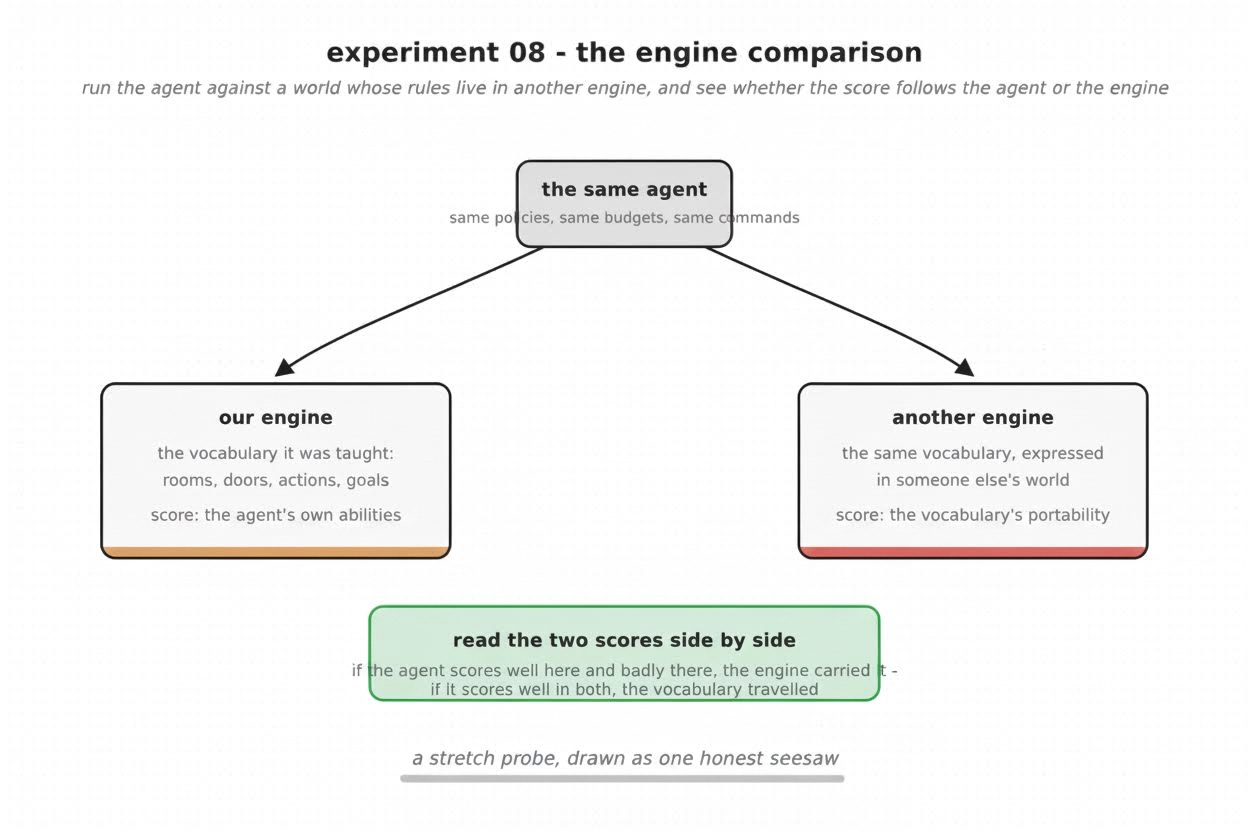 experiment 08 - the engine comparison
run the agent against a world whose rules live in another engine, and see whether the score follows the agent or the engine
the same agent
same policies, same budgets, same commands
our engine
the vocabulary it was taught:
rooms, doors, actions, goals
score: the agent's own abilities
another engine
the same vocabulary, expressed
in someone else's world
score: the vocabulary's portability
read the two scores side by side
if the agent scores well here and badly there, the engine carried it -
if it scores well in both, the vocabulary travelled
a stretch probe, drawn as one honest seesaw